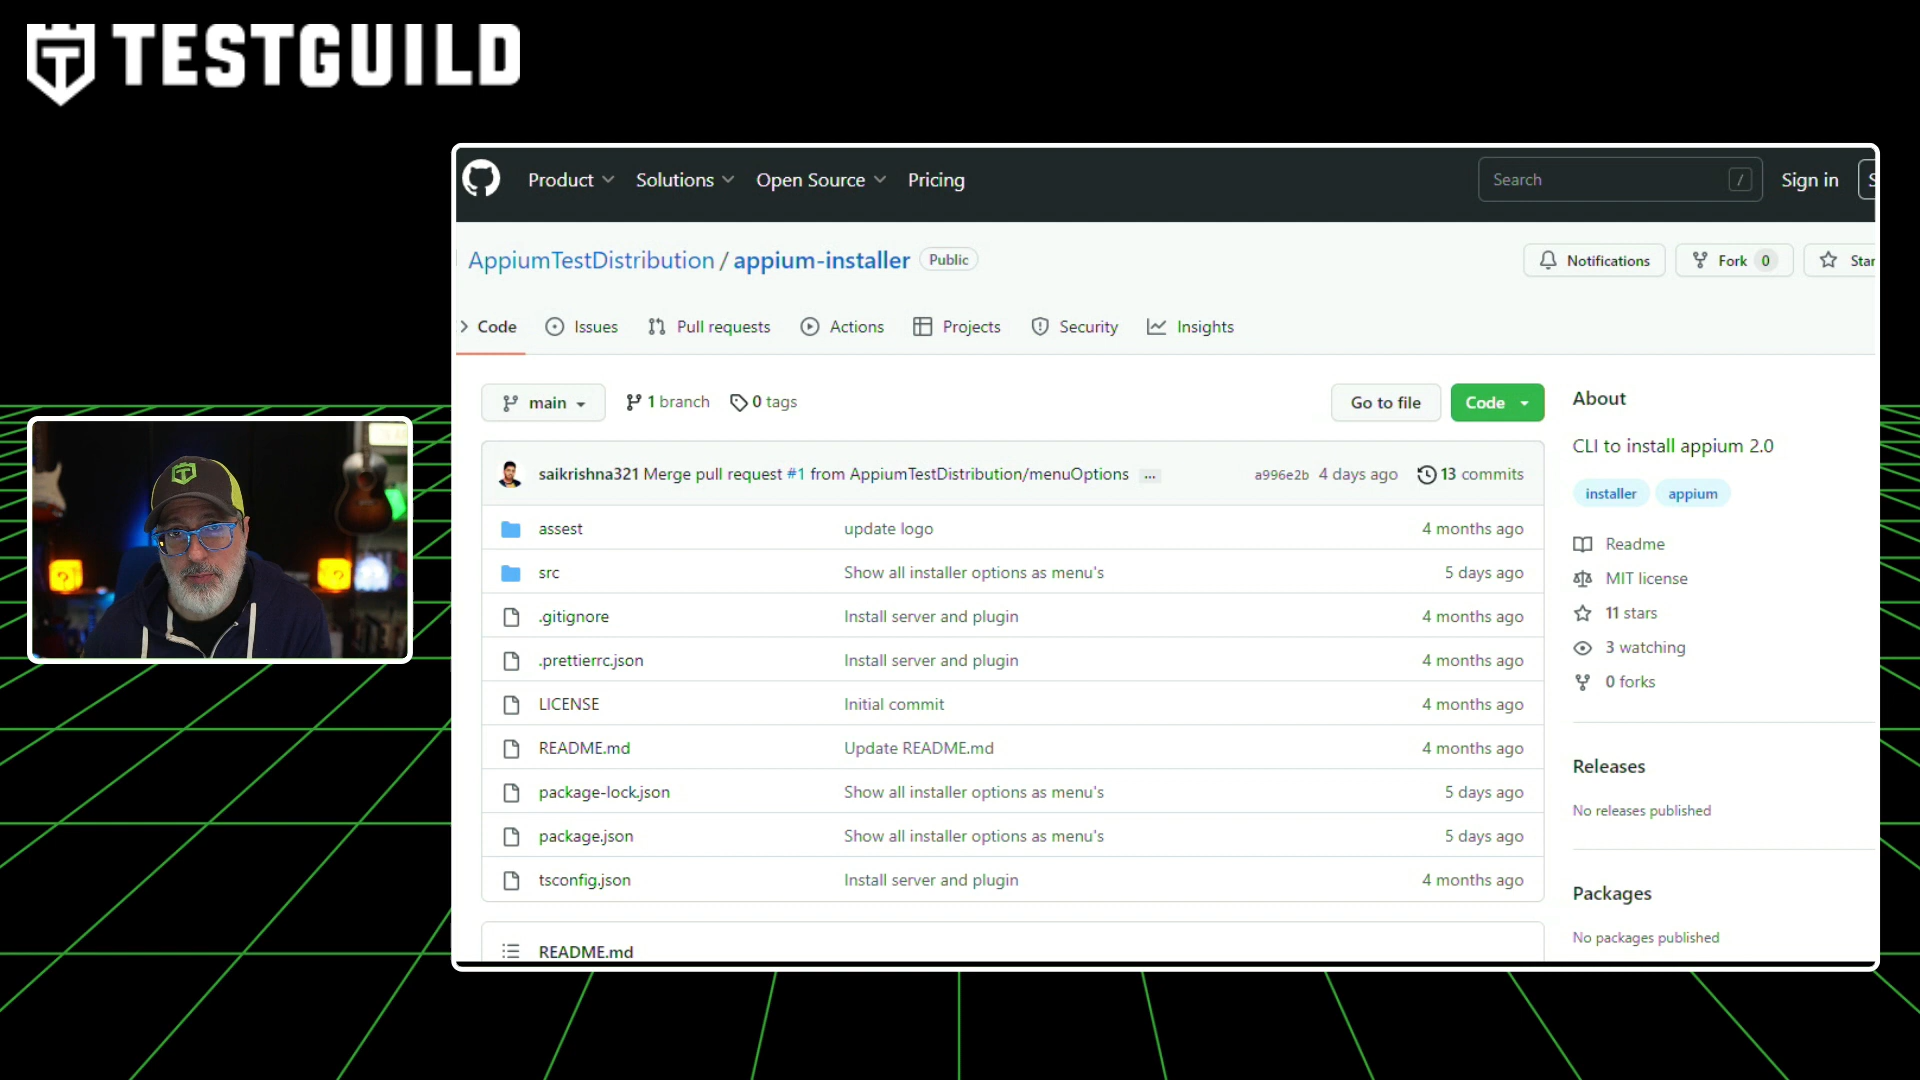 TESTGUILD
Product Solutions Open Source Pricing Search / Sign in S
AppiumTestDistribution / appium-installer Public Notifications Fork 0 Star
Code Issues Pull requests Actions Projects Security Insights
main 1 branch 0 tags Go to file Code
saikrishna321 Merge pull request #1 from AppiumTestDistribution/menuOptions ... a996e2b 4 days ago 13 commits
assest update logo 4 months ago
src Show all installer options as menu's 5 days ago
.gitignore Install server and plugin 4 months ago
.prettierrc.json Install server and plugin 4 months ago
LICENSE Initial commit 4 months ago
README.md Update README.md 4 months ago
package-lock.json Show all installer options as menu's 5 days ago
package.json Show all installer options as menu's 5 days ago
tsconfig.json Install server and plugin 4 months ago
README.md
About
CLI to install appium 2.0
installer appium
Readme
MIT license
11 stars
3 watching
0 forks
Releases
No releases published
Packages
No packages published